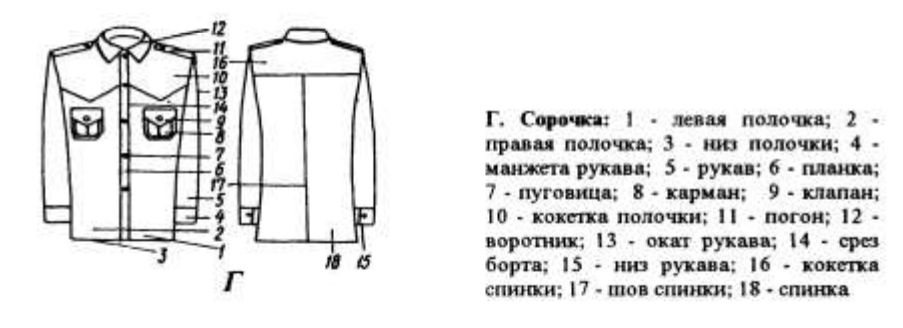 12
11
16
10
13
14
9
8
7
6
17
5
4
2
1
3
18
15
Г
Г. Сорочка: 1 - левая полочка; 2 -
правая полочка; 3 - низ полочки; 4 -
манжета рукава; 5 - рукав; 6 - планка;
7 - пуговица; 8 - карман; 9 - клапан;
10 - кокетка полочки; 11 - погон; 12 -
воротник; 13 - окат рукава; 14 - срез
борта; 15 - низ рукава; 16 - кокетка
спинки; 17 - шов спинки; 18 - спинка